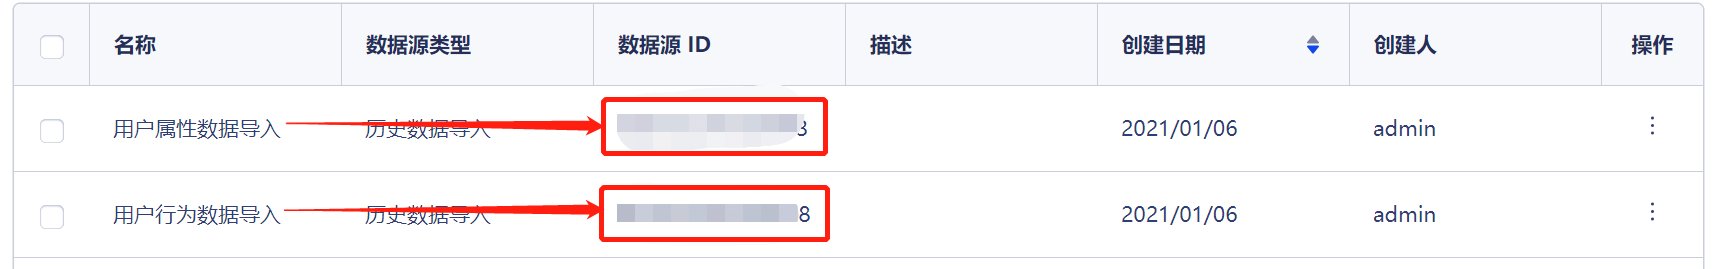 名称 数据源类型 数据源 ID 描述 创建日期 创建人 操作
用户属性数据导入 历史数据导入 3 2021/01/06 admin
用户行为数据导入 历史数据导入 8 2021/01/06 admin